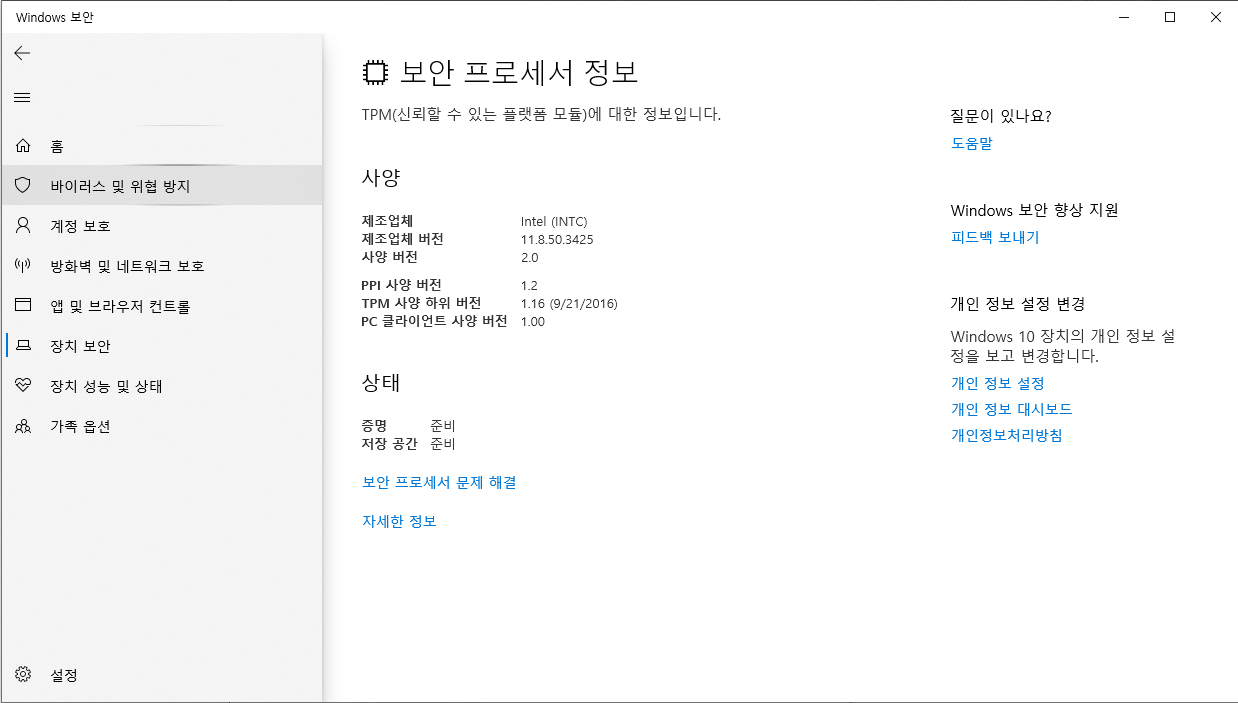 Windows 보안
홈
바이러스 및 위협 방지
계정 보호
방화벽 및 네트워크 보호
앱 및 브라우저 컨트롤
장치 보안
장치 성능 및 상태
가족 옵션
설정
보안 프로세서 정보
TPM(신뢰할 수 있는 플랫폼 모듈)에 대한 정보입니다.
사양
제조업체 Intel (INTC)
제조업체 버전 11.8.50.3425
사양 버전 2.0
PPI 사양 버전 1.2
TPM 사양 하위 버전 1.16 (9/21/2016)
PC 클라이언트 사양 버전 1.00
상태
증명 준비
저장 공간 준비
보안 프로세서 문제 해결
자세한 정보
질문이 있나요?
도움말
Windows 보안 향상 지원
피드백 보내기
개인 정보 설정 변경
Windows 10 장치의 개인 정보 설
정을 보고 변경합니다.
개인 정보 설정
개인 정보 대시보드
개인정보처리방침